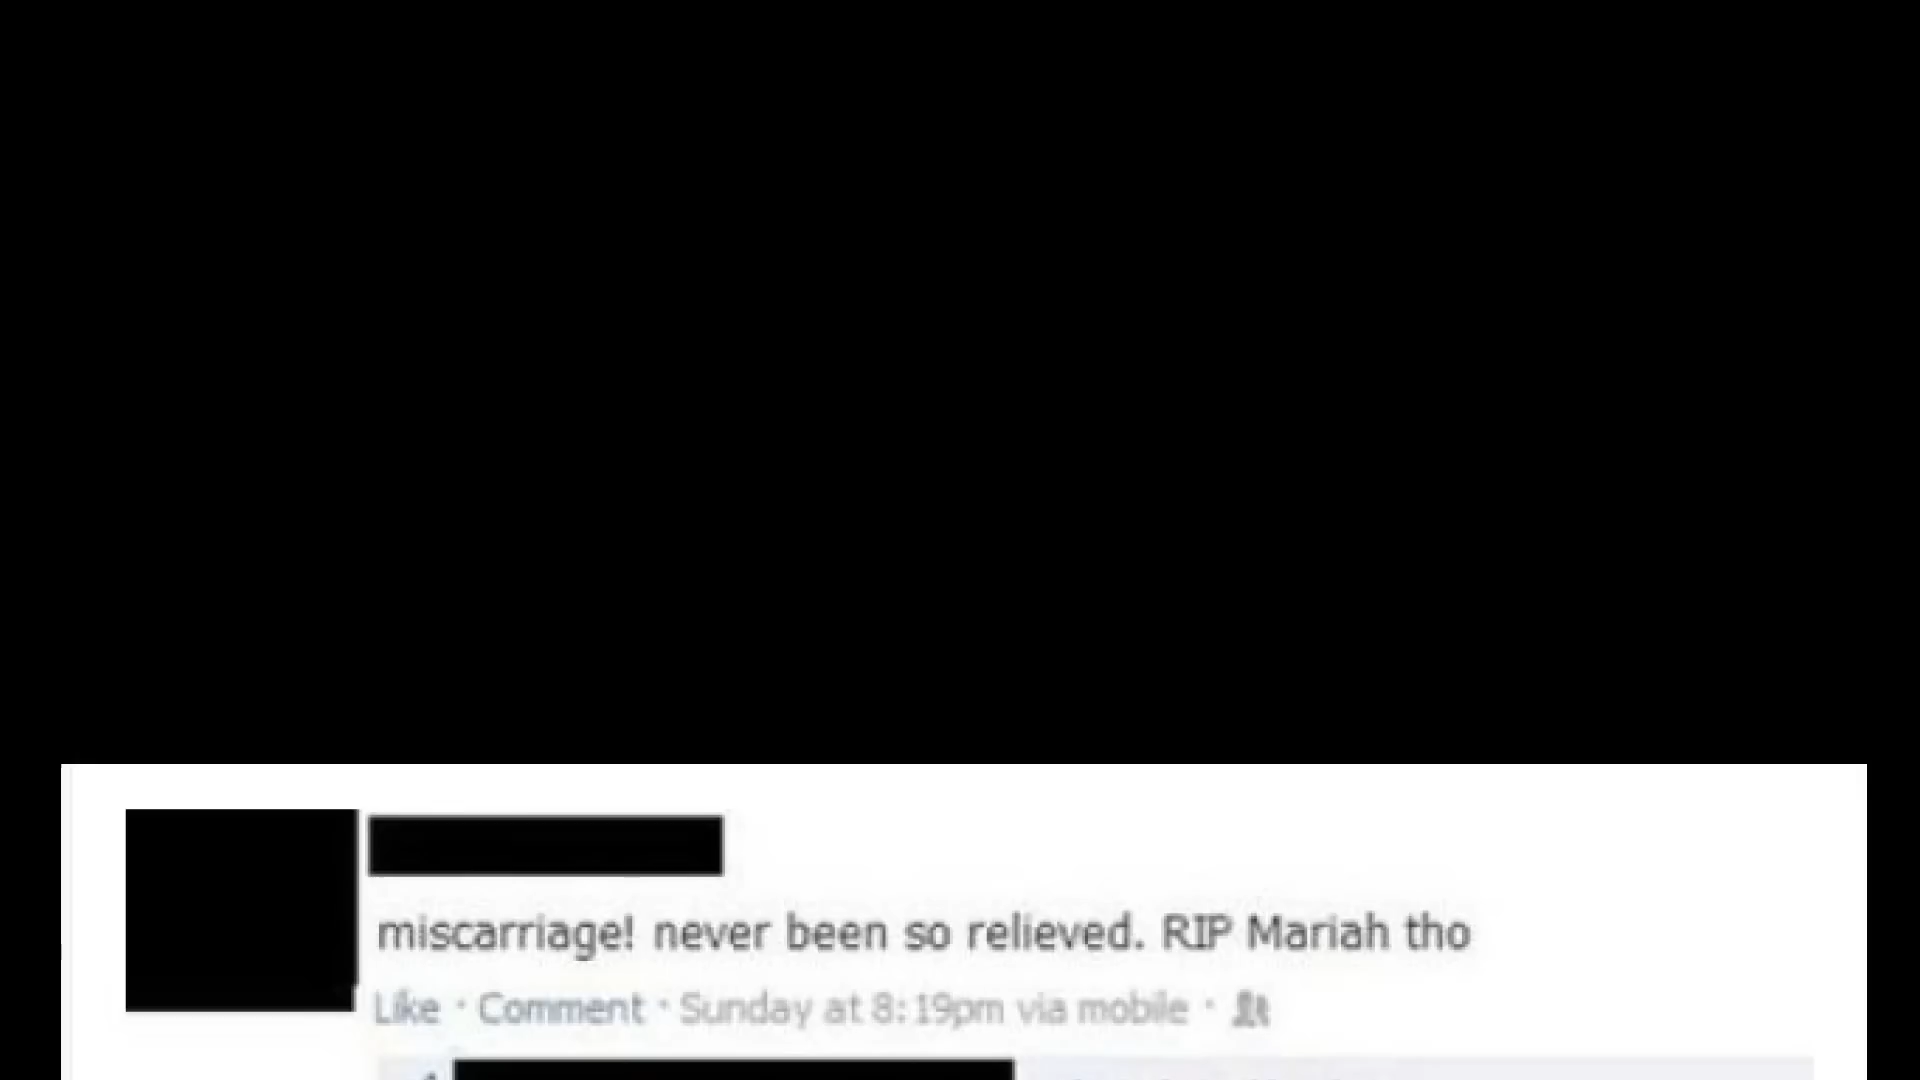 miscarriage! never been so relieved. RIP Mariah tho
Like · Comment · Sunday at 8:19pm via mobile ·